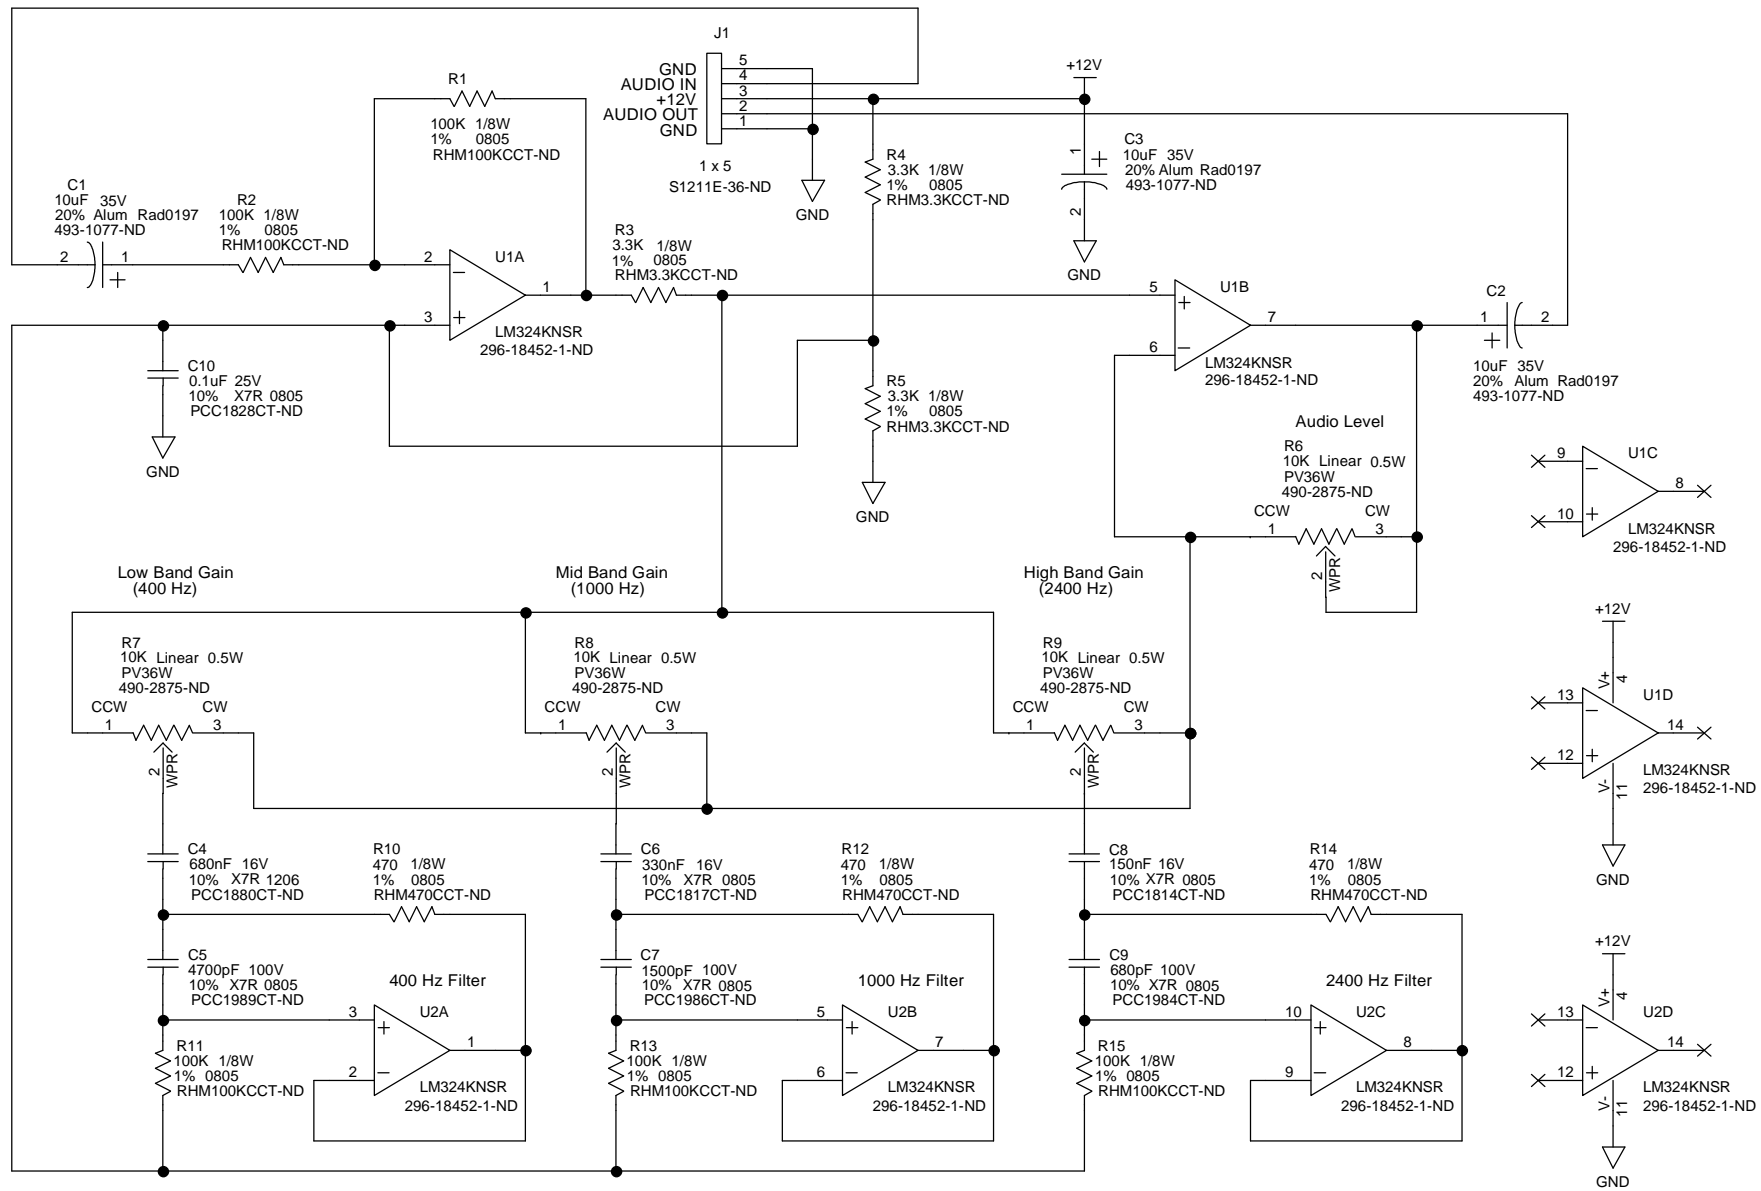 J1
GND
AUDIO IN
+12V
AUDIO OUT
GND
5
4
3
2
1
1 x 5
S1211E-36-ND
GND
+12V
R1
100K 1/8W
1% 0805
RHM100KCCT-ND
C1
10uF 35V
20% Alum Rad0197
493-1077-ND
2
1
+
R2
100K 1/8W
1% 0805
RHM100KCCT-ND
2
3
−
+
U1A
1
LM324KNSR
296-18452-1-ND
R3
3.3K 1/8W
1% 0805
RHM3.3KCCT-ND
R4
3.3K 1/8W
1% 0805
RHM3.3KCCT-ND
C3
10uF 35V
20% Alum Rad0197
493-1077-ND
1
+
2
GND
C10
0.1uF 25V
10% X7R 0805
PCC1828CT-ND
GND
R5
3.3K 1/8W
1% 0805
RHM3.3KCCT-ND
GND
5
6
+
−
U1B
7
LM324KNSR
296-18452-1-ND
C2
1
2
+
10uF 35V
20% Alum Rad0197
493-1077-ND
Audio Level
R6
10K Linear 0.5W
PV36W
490-2875-ND
CCW
CW
1
3
2
WPR
9
10
−
+
U1C
8
LM324KNSR
296-18452-1-ND
Low Band Gain
(400 Hz)
R7
10K Linear 0.5W
PV36W
490-2875-ND
CCW
CW
1
3
2
WPR
Mid Band Gain
(1000 Hz)
R8
10K Linear 0.5W
PV36W
490-2875-ND
CCW
CW
1
3
2
WPR
High Band Gain
(2400 Hz)
R9
10K Linear 0.5W
PV36W
490-2875-ND
CCW
CW
1
3
2
WPR
+12V
V+
4
13
12
−
+
U1D
14
V-
11
LM324KNSR
296-18452-1-ND
GND
C4
680nF 16V
10% X7R 1206
PCC1880CT-ND
R10
470 1/8W
1% 0805
RHM470CCT-ND
C5
4700pF 100V
10% X7R 0805
PCC1989CT-ND
400 Hz Filter
3
2
+
−
U2A
1
LM324KNSR
296-18452-1-ND
R11
100K 1/8W
1% 0805
RHM100KCCT-ND
C6
330nF 16V
10% X7R 0805
PCC1817CT-ND
R12
470 1/8W
1% 0805
RHM470CCT-ND
C7
1500pF 100V
10% X7R 0805
PCC1986CT-ND
1000 Hz Filter
5
6
+
−
U2B
7
LM324KNSR
296-18452-1-ND
R13
100K 1/8W
1% 0805
RHM100KCCT-ND
C8
150nF 16V
10% X7R 0805
PCC1814CT-ND
R14
470 1/8W
1% 0805
RHM470CCT-ND
C9
680pF 100V
10% X7R 0805
PCC1984CT-ND
2400 Hz Filter
10
9
+
−
U2C
8
LM324KNSR
296-18452-1-ND
R15
100K 1/8W
1% 0805
RHM100KCCT-ND
+12V
V+
4
13
12
−
+
U2D
14
V-
11
LM324KNSR
296-18452-1-ND
GND